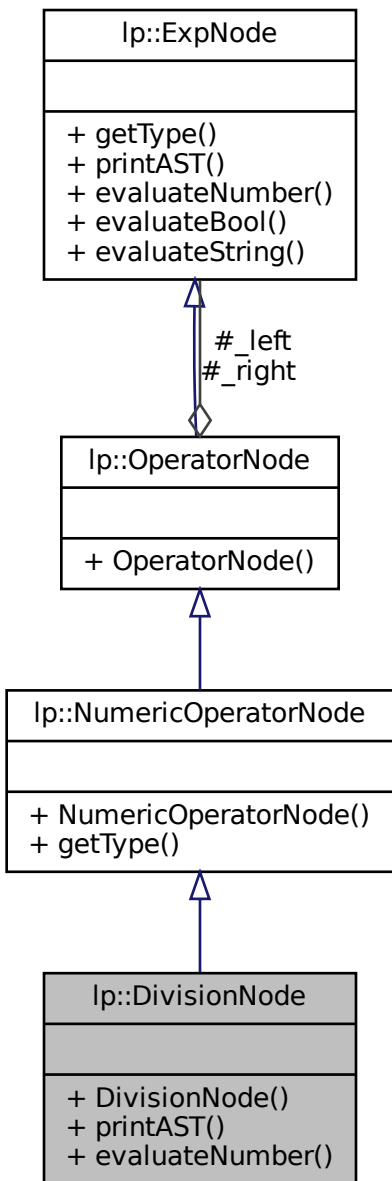 lp::ExpNode
+ getType()
+ printAST()
+ evaluateNumber()
+ evaluateBool()
+ evaluateString()
#_left
#_right
lp::OperatorNode
+ OperatorNode()
lp::NumericOperatorNode
+ NumericOperatorNode()
+ getType()
lp::DivisionNode
+ DivisionNode()
+ printAST()
+ evaluateNumber()